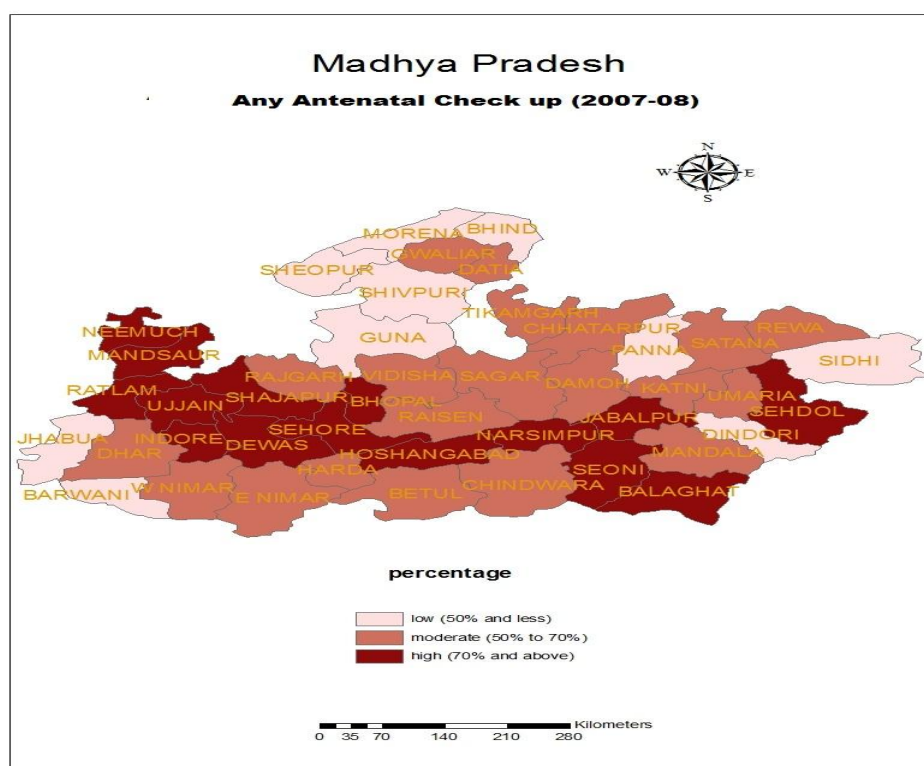 Madhya Pradesh
Any Antenatal Check up (2007-08)
N
W E
S
MORENA
BHIND
GWALIAR
SHEOPUR
DATIA
SHIVPURI
TIKAMGARH
CHHATARPUR
REWA
NEEMUCH
GUNA
SATANA
PANNA
SIDHI
MANDSAUR
RAJGARH
VIDISHA
SAGAR
DAMOH
KATNI
UMARIA
RATLAM
UJJAIN
SHAJAPUR
BHOPAL
RAISEN
JABALPUR
SEHDOL
JHABUA
INDORE
SEHORE
DEWAS
NARSIMPUR
DINDORI
DHAR
HOSHANGABAD
MANDALA
HARDA
SEONI
BARWANI
W NIMAR
E NIMAR
BETUL
CHINDWARA
BALAGHAT
percentage
low (50% and less)
moderate (50% to 70%)
high (70% and above)
Kilometers
0 35 70 140 210 280